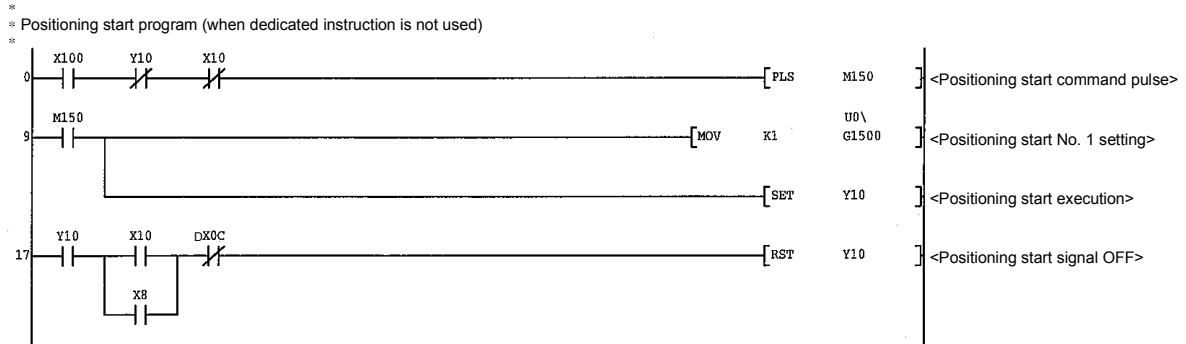 *
* Positioning start program (when dedicated instruction is not used)
*
X100 Y10 X10
0 PLS M150 <Positioning start command pulse>
M150 U0\
9 MOV K1 G1500 <Positioning start No. 1 setting>
SET Y10 <Positioning start execution>
Y10 X10 DX0C
17 RST Y10 <Positioning start signal OFF>
X8